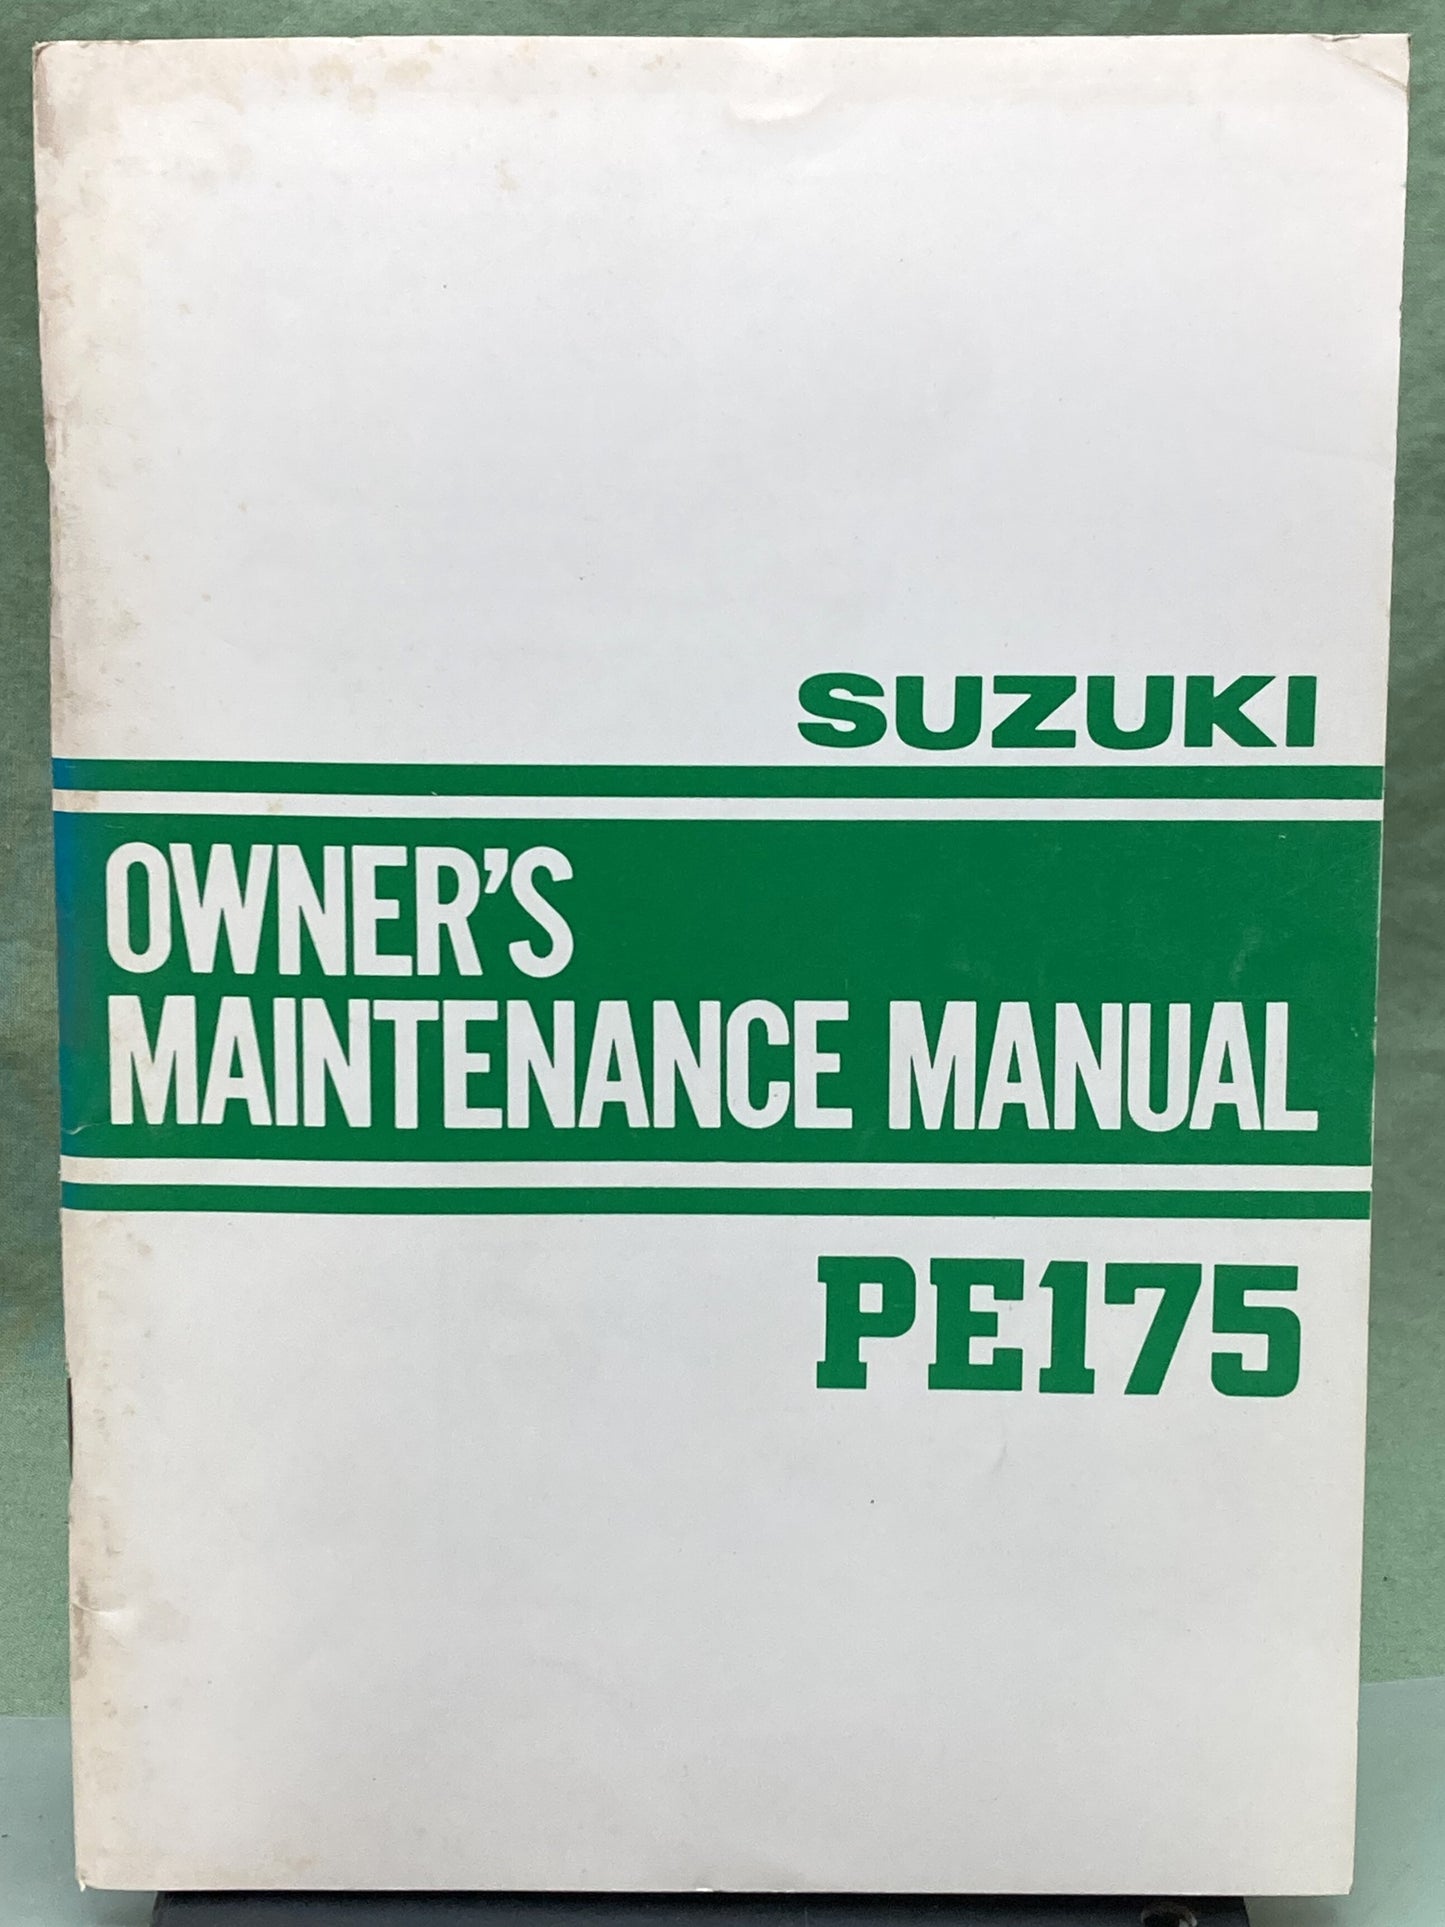 SUZUKI
OWNER'S
MAINTENANCE MANUAL
PE175